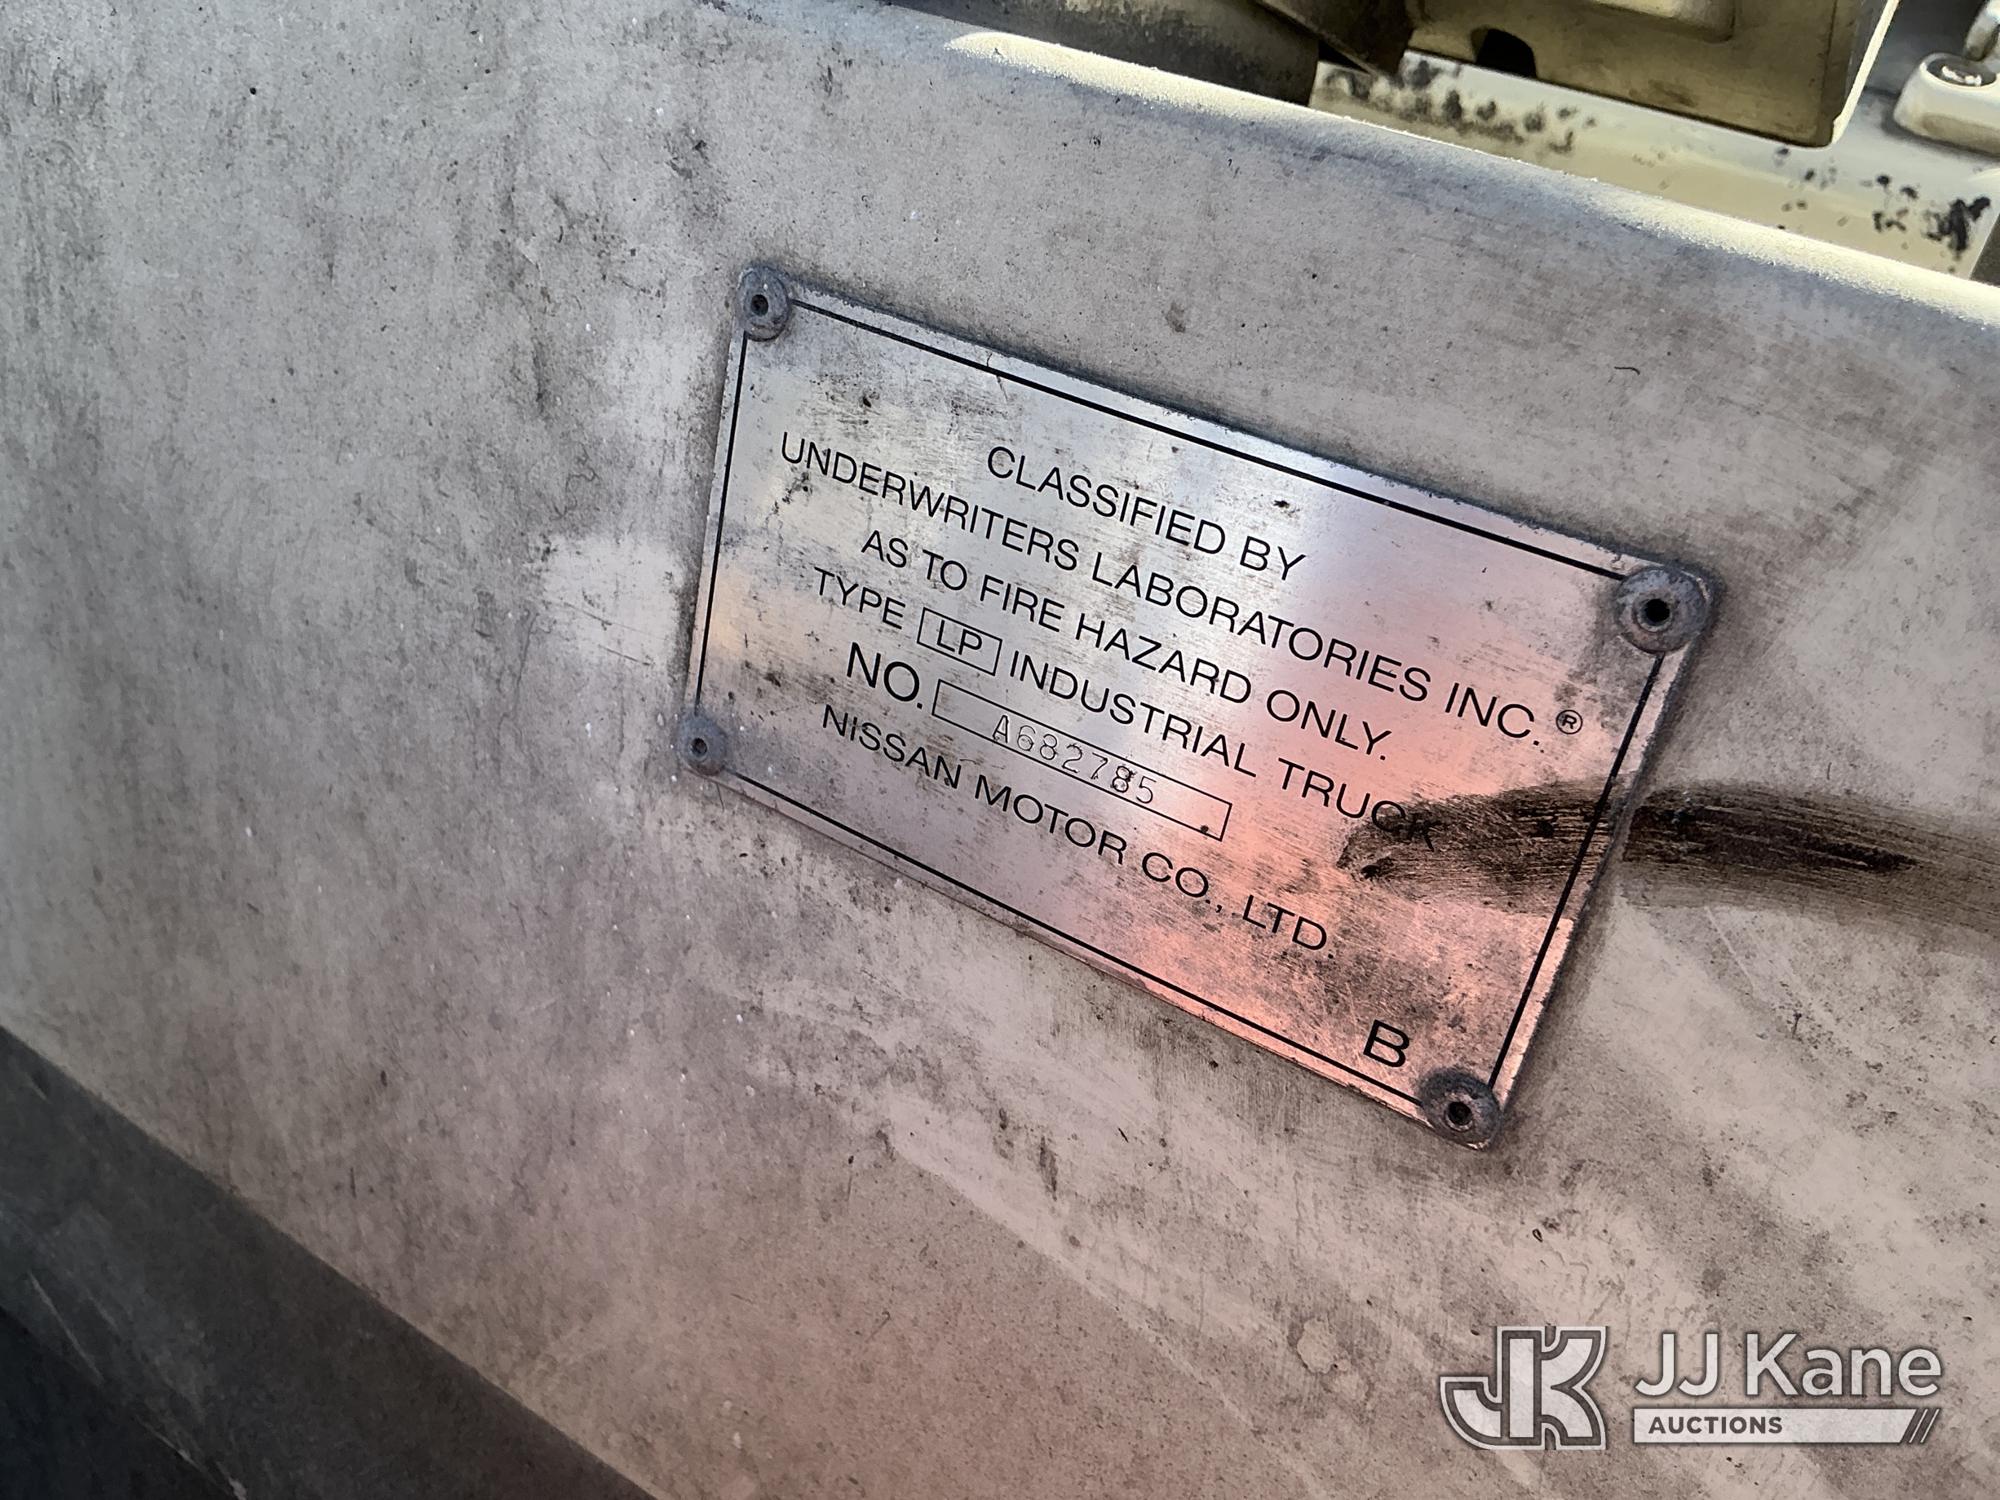 CLASSIFIED BY
UNDERWRITERS LABORATORIES INC.®
AS TO FIRE HAZARD ONLY.
TYPE LP INDUSTRIAL TRUCK
NO. A682785
NISSAN MOTOR CO., LTD.
B
JK JJ Kane
AUCTIONS